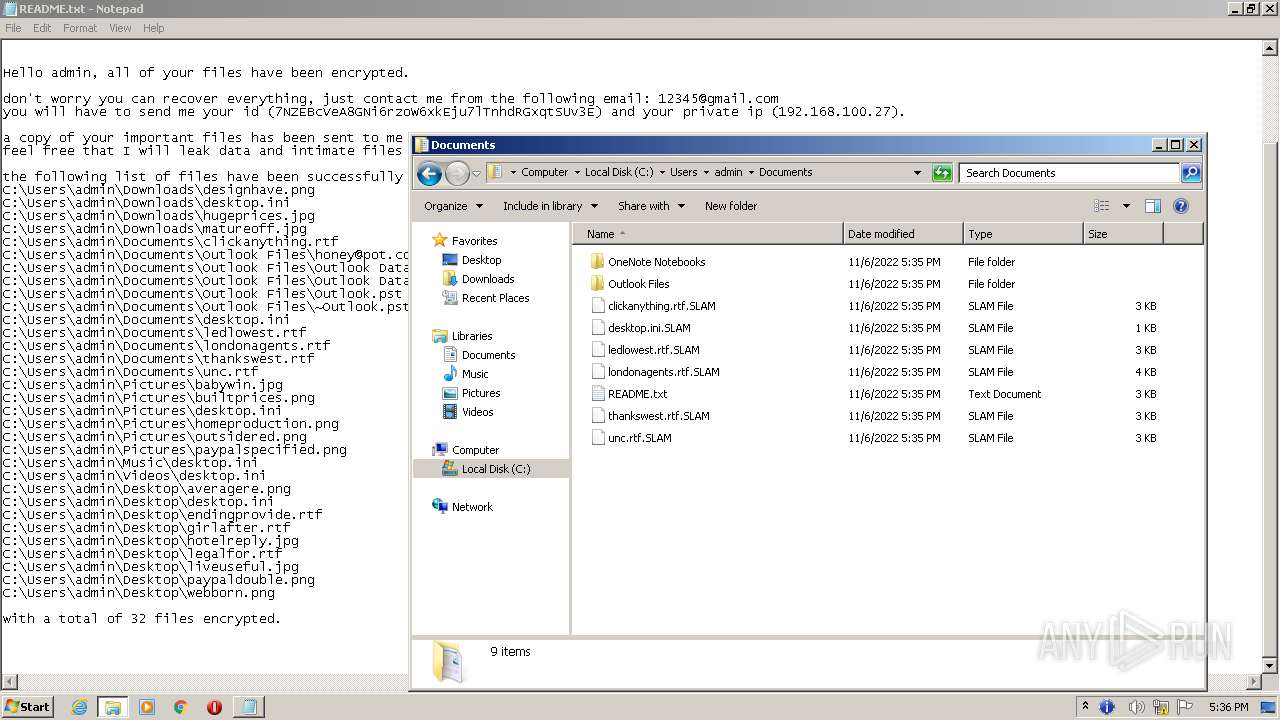 README.txt - Notepad
File Edit Format View Help
Hello admin, all of your files have been encrypted.
don't worry you can recover everything, just contact me from the following email: 12345@gmail.com
you will have to send me your id (7NZEBcVeA8GNi6rzoW6xkEju7lTnhdRGxqtSUv3E) and your private ip (192.168.100.27).
a copy of your important files has been sent to me
feel free that I will leak data and intimate files
the following list of files have been successfully
C:\Users\admin\Downloads\designhave.png
C:\Users\admin\Downloads\desktop.ini
C:\Users\admin\Downloads\hugeprices.jpg
C:\Users\admin\Downloads\matureoff.jpg
C:\Users\admin\Documents\clickanything.rtf
C:\Users\admin\Documents\Outlook Files\honey@pot.co
C:\Users\admin\Documents\Outlook Files\Outlook Data
C:\Users\admin\Documents\Outlook Files\Outlook Data
C:\Users\admin\Documents\Outlook Files\Outlook.pst
C:\Users\admin\Documents\Outlook Files\~Outlook.pst
C:\Users\admin\Documents\desktop.ini
C:\Users\admin\Documents\ledlowest.rtf
C:\Users\admin\Documents\londonagents.rtf
C:\Users\admin\Documents\thankswest.rtf
C:\Users\admin\Documents\unc.rtf
C:\Users\admin\Pictures\babywin.jpg
C:\Users\admin\Pictures\builtprices.png
C:\Users\admin\Pictures\desktop.ini
C:\Users\admin\Pictures\homeproduction.png
C:\Users\admin\Pictures\outsidered.png
C:\Users\admin\Pictures\paypalspecified.png
C:\Users\admin\Music\desktop.ini
C:\Users\admin\Videos\desktop.ini
C:\Users\admin\Desktop\averagere.png
C:\Users\admin\Desktop\desktop.ini
C:\Users\admin\Desktop\endingprovide.rtf
C:\Users\admin\Desktop\girlafter.rtf
C:\Users\admin\Desktop\hotelreply.jpg
C:\Users\admin\Desktop\legalfor.rtf
C:\Users\admin\Desktop\liveuseful.jpg
C:\Users\admin\Desktop\paypaldouble.png
C:\Users\admin\Desktop\webborn.png
with a total of 32 files encrypted.
Documents
Computer Local Disk (C:) Users admin Documents
Search Documents
Organize Include in library Share with New folder
Favorites
Desktop
Downloads
Recent Places
Libraries
Documents
Music
Pictures
Videos
Computer
Local Disk (C:)
Network
Name Date modified Type Size
OneNote Notebooks 11/6/2022 5:35 PM File folder
Outlook Files 11/6/2022 5:35 PM File folder
clickanything.rtf.SLAM 11/6/2022 5:35 PM SLAM File 3 KB
desktop.ini.SLAM 11/6/2022 5:35 PM SLAM File 1 KB
ledlowest.rtf.SLAM 11/6/2022 5:35 PM SLAM File 3 KB
londonagents.rtf.SLAM 11/6/2022 5:35 PM SLAM File 4 KB
README.txt 11/6/2022 5:35 PM Text Document 3 KB
thankswest.rtf.SLAM 11/6/2022 5:35 PM SLAM File 3 KB
unc.rtf.SLAM 11/6/2022 5:35 PM SLAM File KB
9 items
ANY RUN
Start
5:36 PM